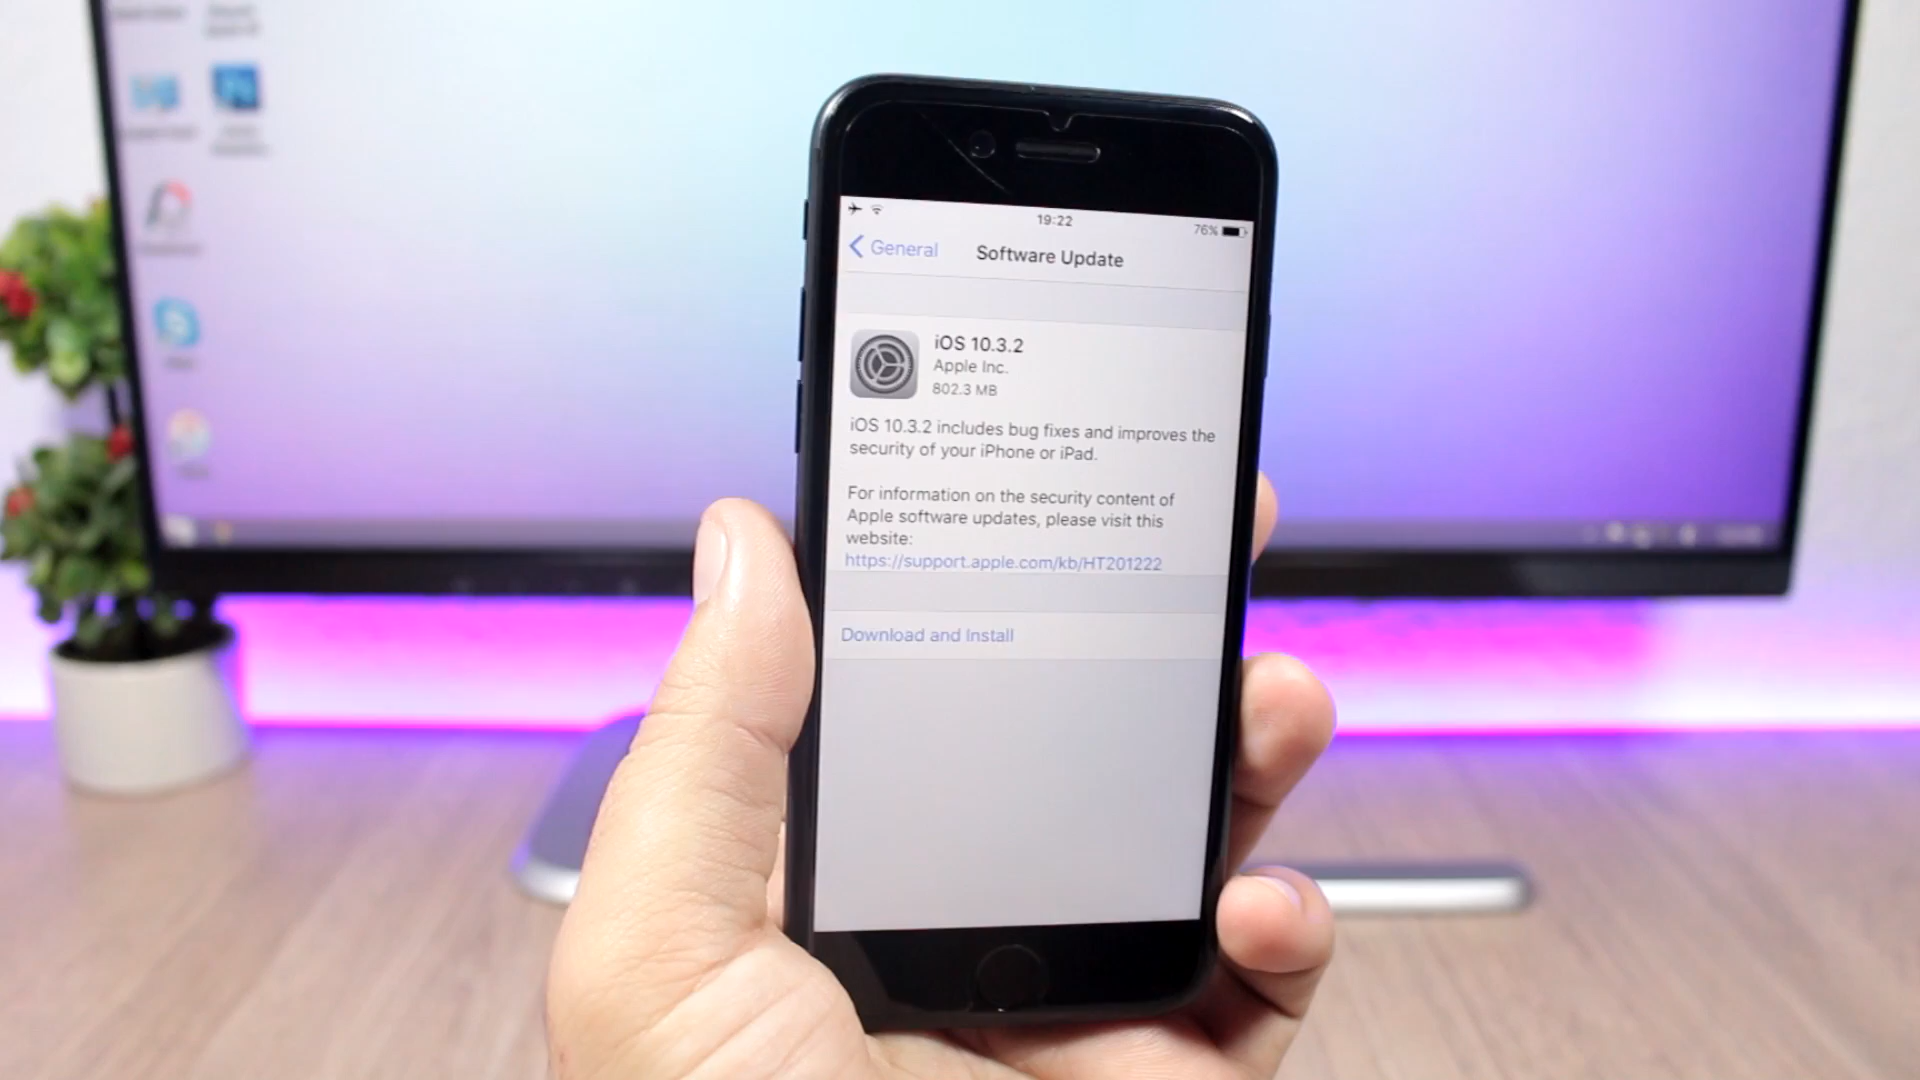 19:22
76%
General
Software Update
iOS 10.3.2
Apple Inc.
802.3 MB
iOS 10.3.2 includes bug fixes and improves the
security of your iPhone or iPad.
For information on the security content of
Apple software updates, please visit this
website:
https://support.apple.com/kb/HT201222
Download and Install